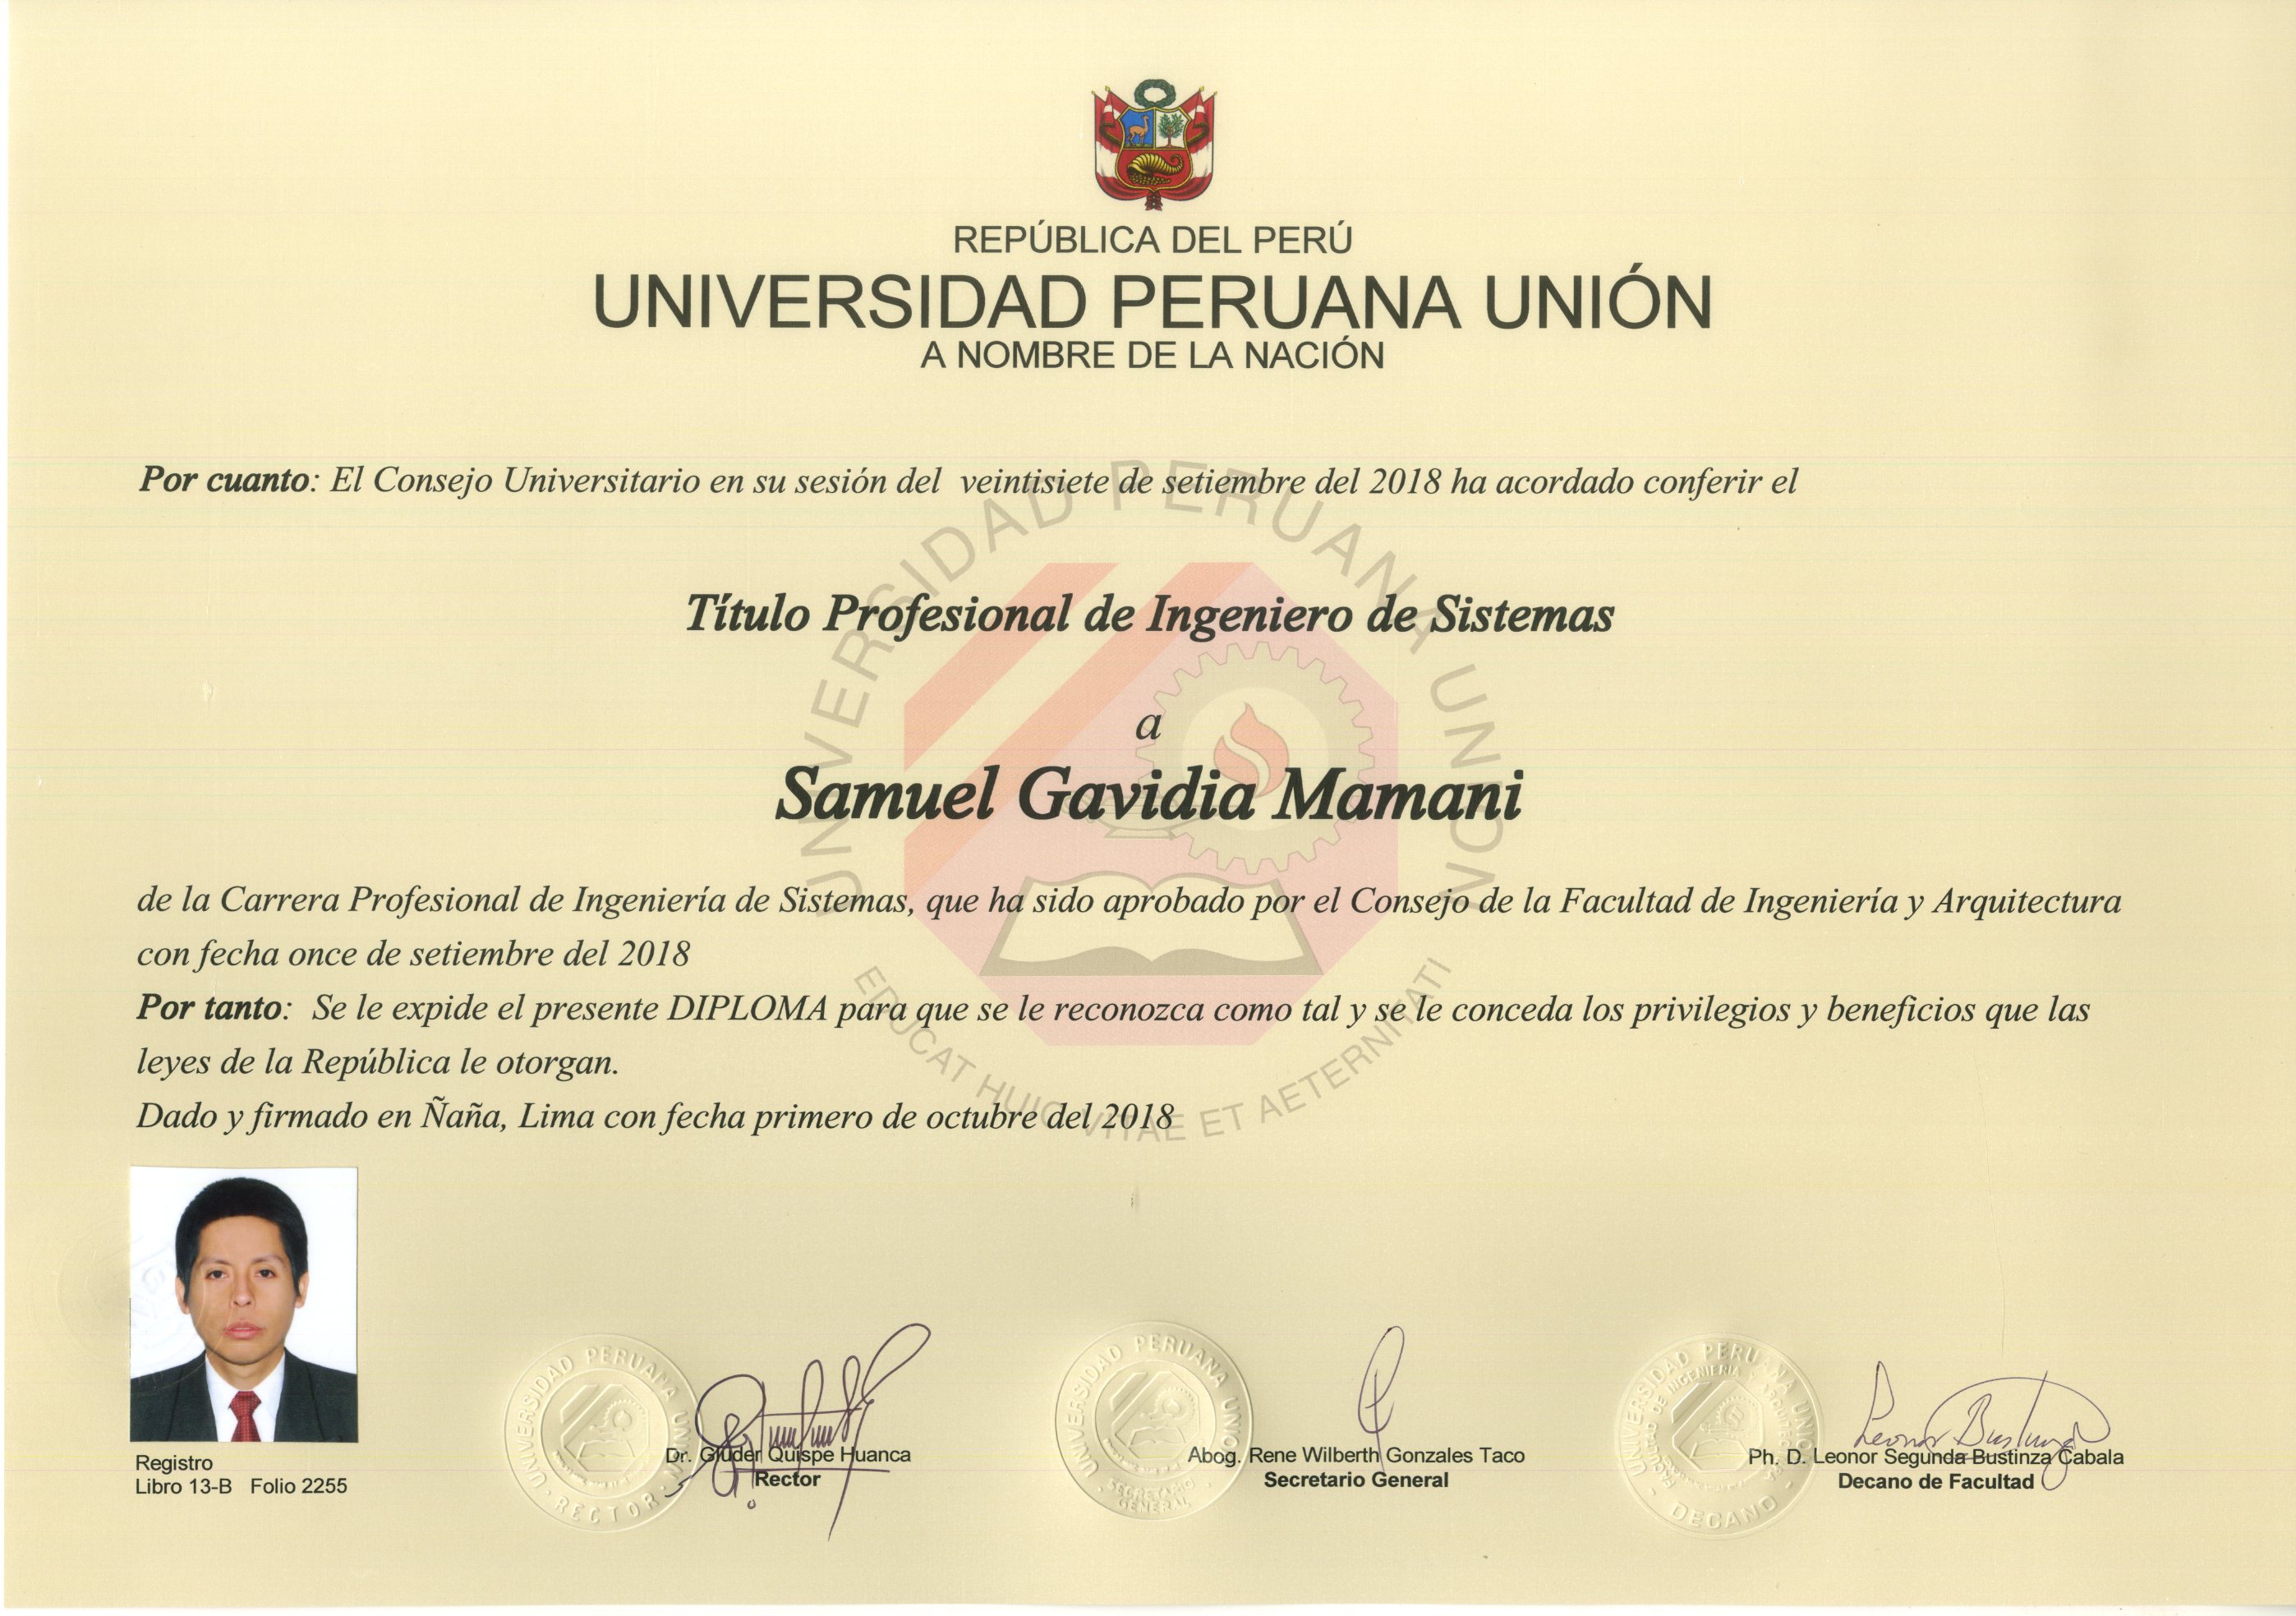 REPÚBLICA DEL PERÚ
UNIVERSIDAD PERUANA UNIÓN
A NOMBRE DE LA NACIÓN
Por cuanto: El Consejo Universitario en su sesión del veintisiete de setiembre del 2018 ha acordado conferir el
Título Profesional de Ingeniero de Sistemas
a
Samuel Gavidia Mamani
de la Carrera Profesional de Ingeniería de Sistemas, que ha sido aprobado por el Consejo de la Facultad de Ingeniería y Arquitectura
con fecha once de setiembre del 2018
Por tanto: Se le expide el presente DIPLOMA para que se le reconozca como tal y se le conceda los privilegios y beneficios que las
leyes de la República le otorgan.
Dado y firmado en Ñaña, Lima con fecha primero de octubre del 2018
UNIVERSIDAD PERUANA UNIÓN
EDUCAT HUIC VITAE ET AETERNITATI
Registro
Libro 13-B Folio 2255
UNIVERSIDAD PERUANA UNIÓN
- RECTOR -
Dr. Gluder Quispe Huanca
Rector
UNIVERSIDAD PERUANA UNIÓN
- SECRETARIO GENERAL -
Abog. Rene Wilberth Gonzales Taco
Secretario General
UNIVERSIDAD PERUANA UNIÓN
FACULTAD DE INGENIERIA Y ARQUITECTURA
- DECANO -
Leonor Bustinza
Ph. D. Leonor Segunda Bustinza Cabala
Decano de Facultad